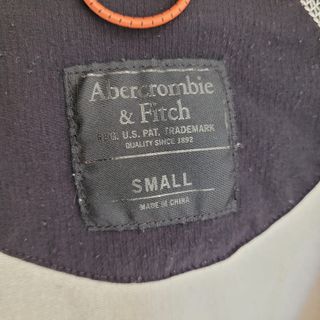 Abercrombie
& Fitch
REG. U.S. PAT. TRADEMARK
QUALITY SINCE 1892
SMALL
MADE IN CHINA